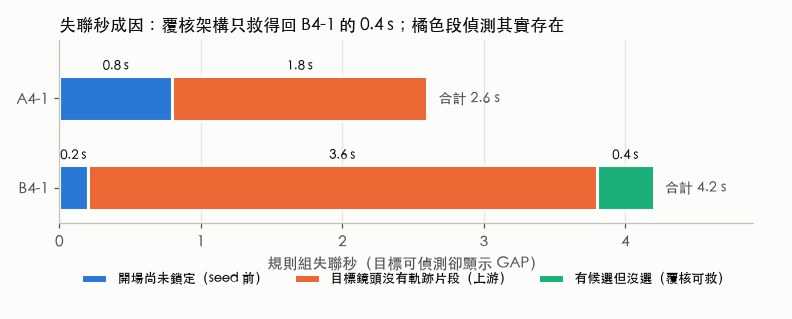 失聯秒成因：覆核架構只救得回 B4-1 的 0.4 s；橘色段偵測其實存在
0.8 s
1.8 s
A4-1
合計 2.6 s
0.2 s
3.6 s
0.4 s
B4-1
合計 4.2 s
0
1
2
3
4
規則組失聯秒（目標可偵測卻顯示 GAP）
開場尚未鎖定（seed 前）
目標鏡頭沒有軌跡片段（上游）
有候選但沒選（覆核可救）